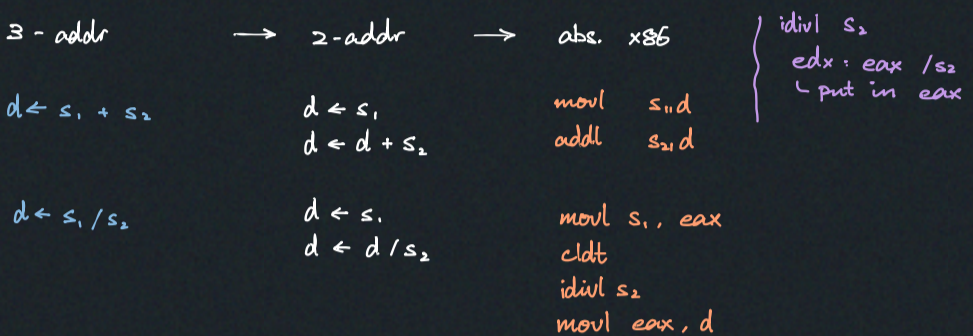 3-addr → 2-addr → abs. x86
d ← s₁ + s₂
d ← s₁
d ← d + s₂
movl s₁, d
addl s₂, d
d ← s₁ / s₂
d ← s₁
d ← d / s₂
movl s₁, eax
cldt
idivl s₂
movl eax, d
idivl s₂
edx : eax / s₂
↳ put in eax